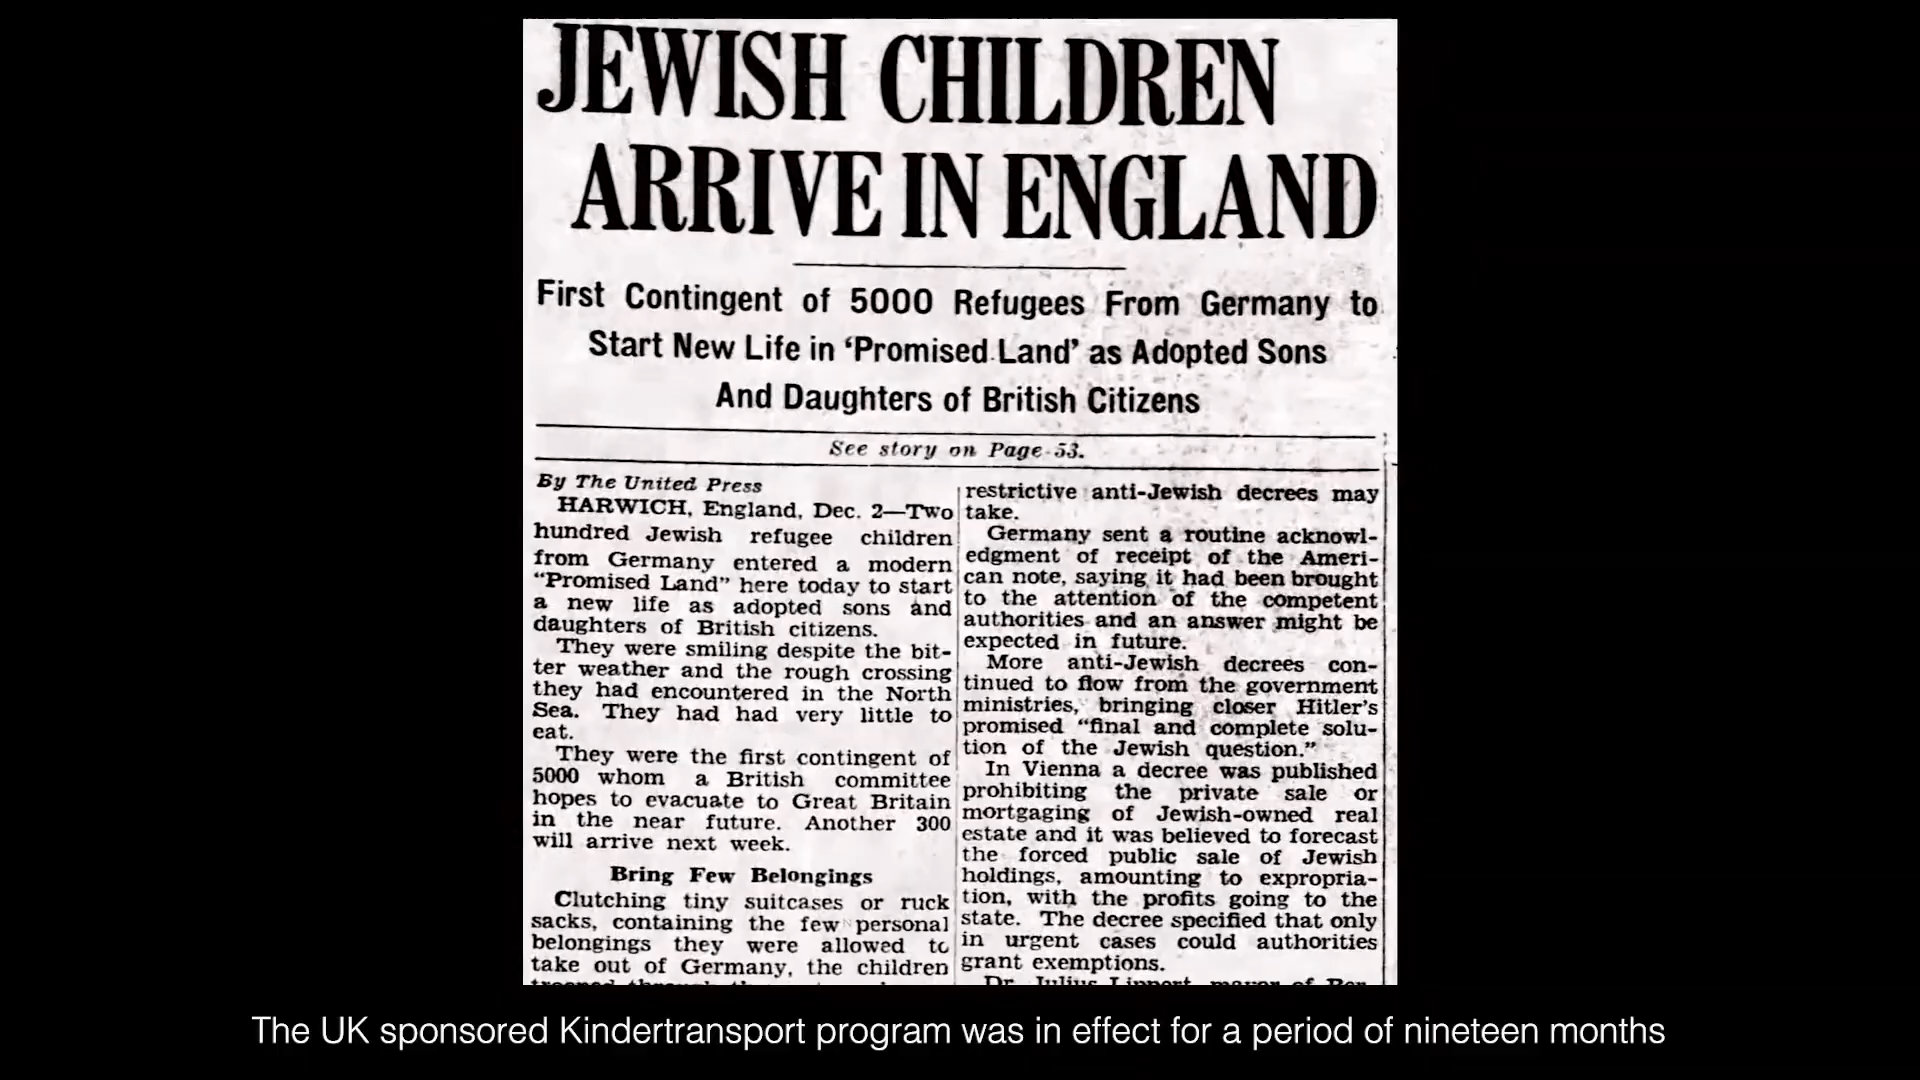 JEWISH CHILDREN
ARRIVE IN ENGLAND
First Contingent of 5000 Refugees From Germany to
Start New Life in ‘Promised Land’ as Adopted Sons
And Daughters of British Citizens
See story on Page 53.
By The United Press
HARWICH, England, Dec. 2—Two
hundred Jewish refugee children
from Germany entered a modern
“Promised Land” here today to start
a new life as adopted sons and
daughters of British citizens.
They were smiling despite the bit-
ter weather and the rough crossing
they had encountered in the North
Sea. They had had very little to
eat.
They were the first contingent of
5000 whom a British committee
hopes to evacuate to Great Britain
in the near future. Another 300
will arrive next week.
Bring Few Belongings
Clutching tiny suitcases or ruck
sacks, containing the few personal
belongings they were allowed to
take out of Germany, the children
restrictive anti-Jewish decrees may
take.
Germany sent a routine acknowl-
edgment of receipt of the Ameri-
can note, saying it had been brought
to the attention of the competent
authorities and an answer might be
expected in future.
More anti-Jewish decrees con-
tinued to flow from the government
ministries, bringing closer Hitler’s
promised “final and complete solu-
tion of the Jewish question.”
In Vienna a decree was published
prohibiting the private sale or
mortgaging of Jewish-owned real
estate and it was believed to forecast
the forced public sale of Jewish
holdings, amounting to expropria-
tion, with the profits going to the
state. The decree specified that only
in urgent cases could authorities
grant exemptions.
Dr. Julius Lippert, mayor of Ber-
The UK sponsored Kindertransport program was in effect for a period of nineteen months